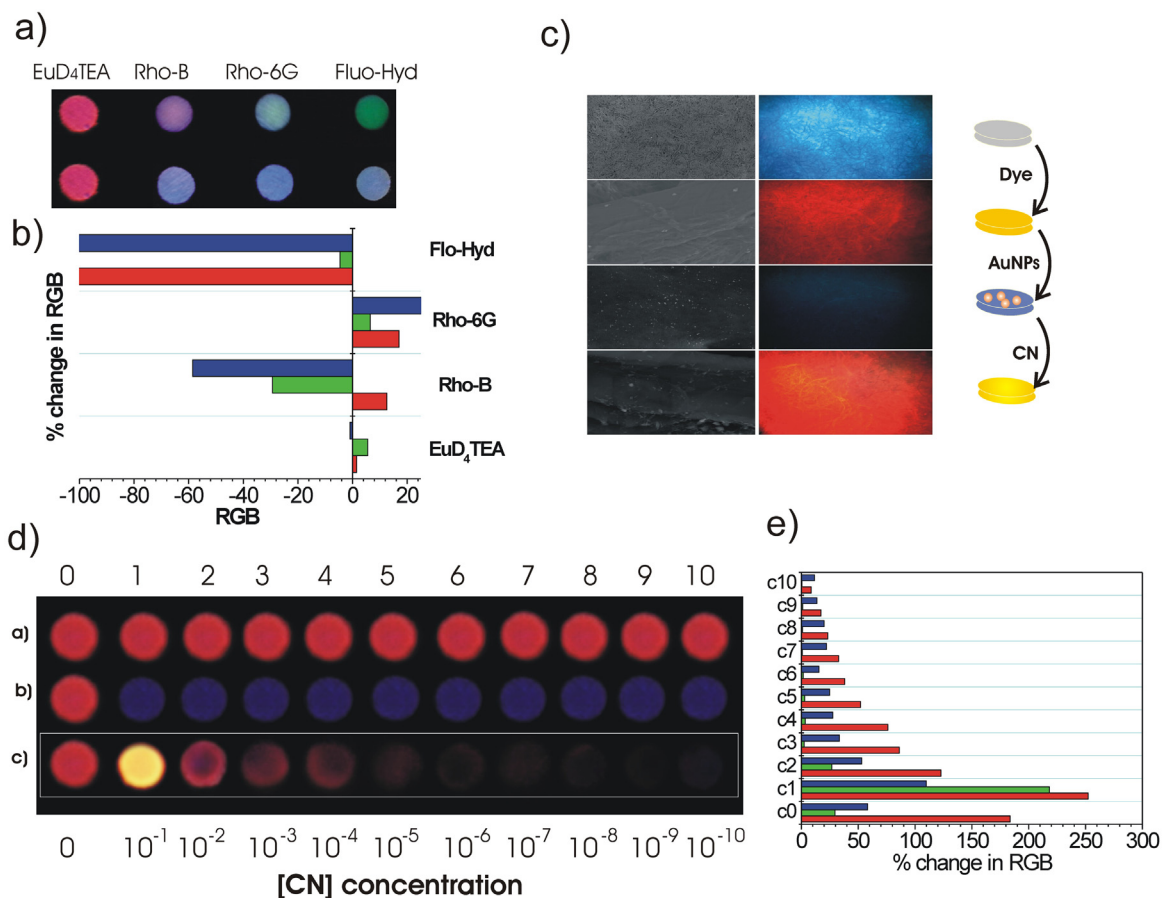 a)
EuD4TEA Rho-B Rho-6G Fluo-Hyd
b)
% change in RGB
Flo-Hyd
Rho-6G
Rho-B
EuD4TEA
-100 -80 -60 -40 -20 0 20
RGB
c)
Dye
AuNPs
CN
d)
0 1 2 3 4 5 6 7 8 9 10
a)
b)
c)
0 10-1 10-2 10-3 10-4 10-5 10-6 10-7 10-8 10-9 10-10
[CN] concentration
e)
c10
c9
c8
c7
c6
c5
c4
c3
c2
c1
c0
0 50 100 150 200 250 300
% change in RGB